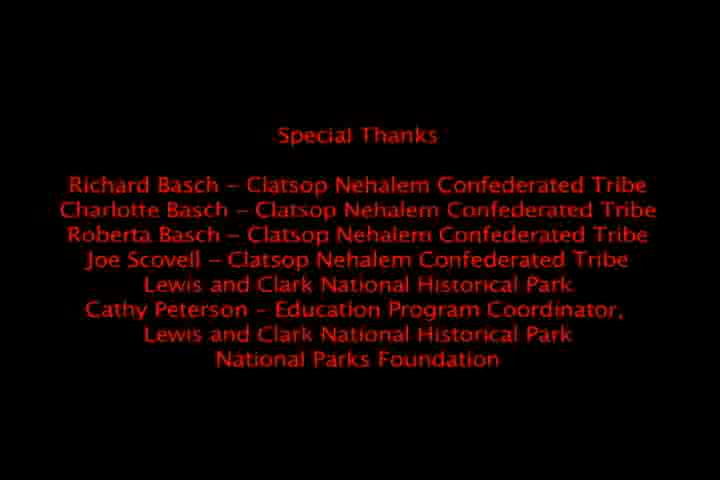 Special Thanks
Richard Basch - Clatsop Nehalem Confederated Tribe
Charlotte Basch - Clatsop Nehalem Confederated Tribe
Roberta Basch - Clatsop Nehalem Confederated Tribe
Joe Scovell - Clatsop Nehalem Confederated Tribe
Lewis and Clark National Historical Park
Cathy Peterson - Education Program Coordinator,
Lewis and Clark National Historical Park
National Parks Foundation